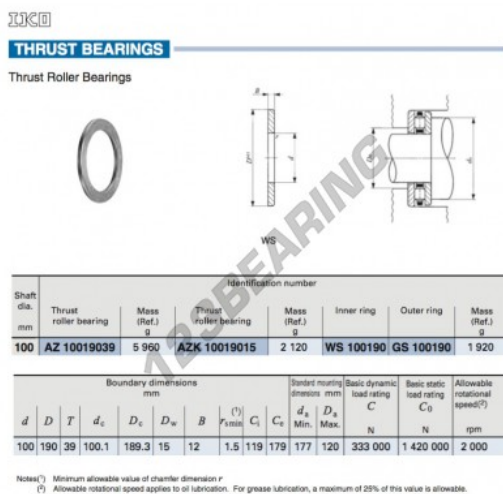 IKO
THRUST BEARINGS
Thrust Roller Bearings
B
r
D
d
Da
da
WS
123BEARING
Identification number
Shaft dia. mm Thrust roller bearing Mass (Ref.) g Thrust roller bearing Mass (Ref.) g Inner ring Outer ring Mass (Ref.) g
100 AZ 10019039 5 960 AZK 10019015 2 120 WS 100190 GS 100190 1 920
Boundary dimensions mm Standard mounting dimensions mm Basic dynamic load rating C N Basic static load rating C0 N Allowable rotational speed(2) rpm
d D T dc Dc Dw B (1) rsmin Ci Ce da Min. Da Max.
100 190 39 100.1 189.3 15 12 1.5 119 179 177 120 333 000 1 420 000 2 000
Notes(1) Minimum allowable value of chamfer dimension r
(2) Allowable rotational speed applies to oil lubrication. For grease lubrication, a maximum of 25% of this value is allowable.